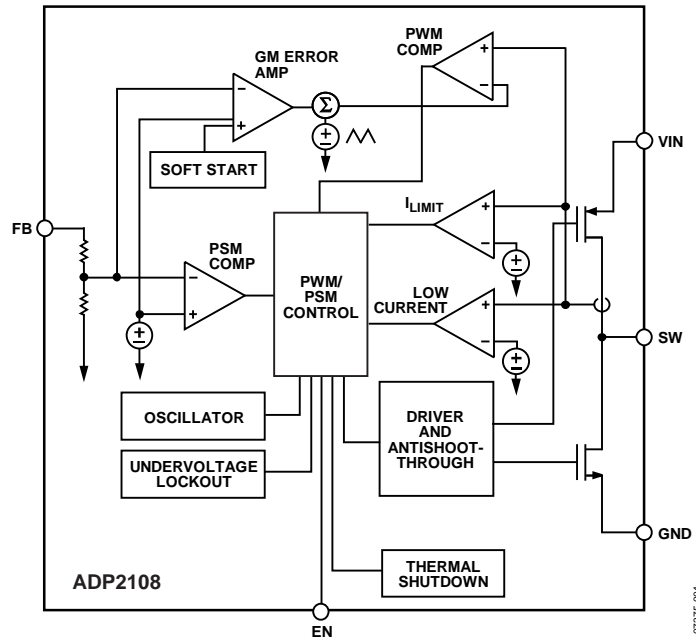 PWM
COMP
GM ERROR
AMP
+
−
−
+
Σ
+
−
SOFT START
VIN
FB
I LIMIT
+
−
+
−
PSM
COMP
−
+
PWM/
PSM
CONTROL
LOW
CURRENT
+
−
+
−
+
−
SW
OSCILLATOR
UNDERVOLTAGE
LOCKOUT
DRIVER
AND
ANTISHOOT-
THROUGH
GND
THERMAL
SHUTDOWN
ADP2108
EN